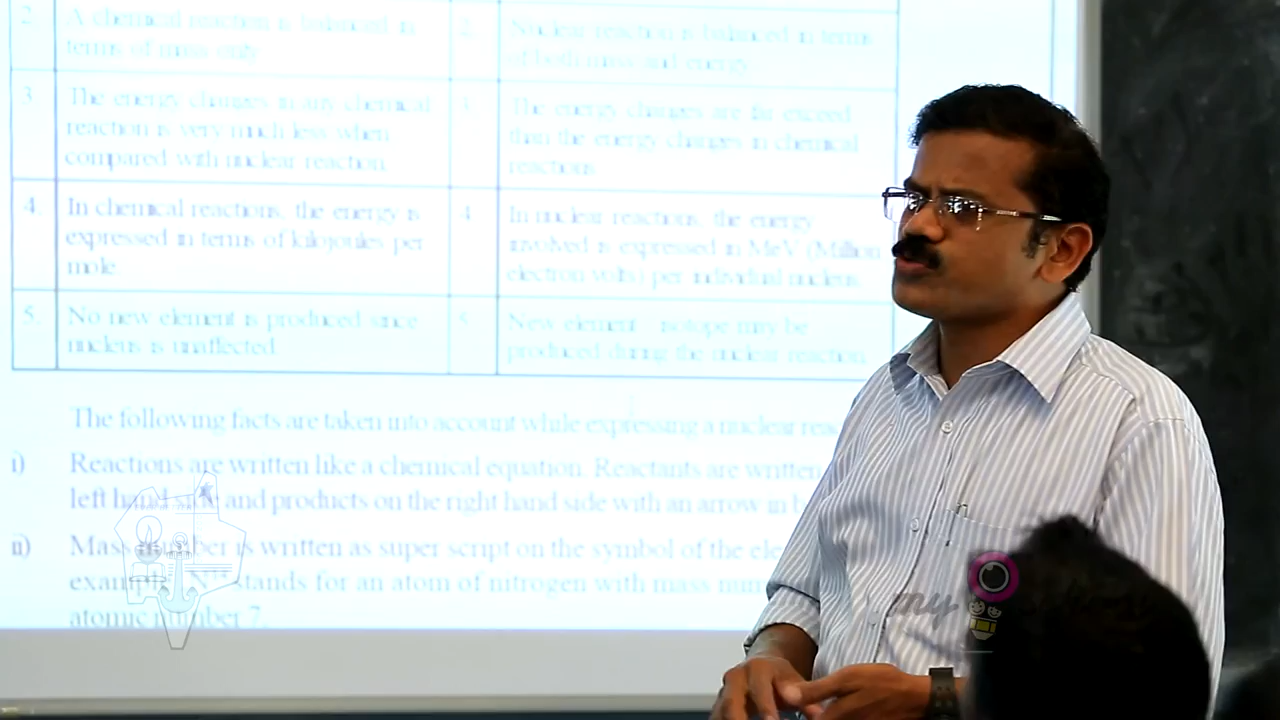 2. A chemical reaction is balanced in
terms of mass only
2. Nuclear reaction is balanced in terms
of both mass and energy.
3. The energy changes in any chemical
reaction is very much less when
compared with nuclear reaction.
3. The energy changes are far exceed
than the energy changes in chemical
reactions.
4. In chemical reactions, the energy is
expressed in terms of kilojoules per
mole.
4. In nuclear reactions, the energy
involved is expressed in MeV (Million
electron volts) per individual nucleus.
5. No new element is produced since
nucleus is unaffected.
5. New element isotope may be
produced during the nuclear reaction.
The following facts are taken into account while expressing a nuclear
i) Reactions are written like a chemical equation. Reactants are written
left hand side and products on the right hand side with an arrow in
ii) Mass number is written as super script on the symbol of the
example stands for an atom of nitrogen with mass
atomic number 7.
my